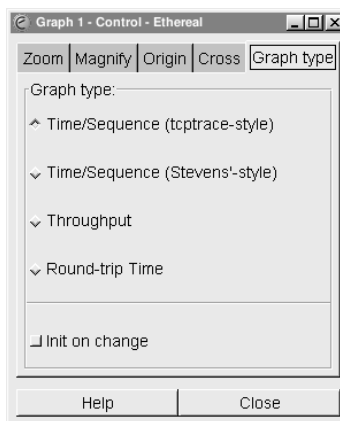 Graph 1 - Control - Ethereal
Zoom Magnify Origin Cross Graph type
Graph type:
Time/Sequence (tcptrace-style)
Time/Sequence (Stevens'-style)
Throughput
Round-trip Time
Init on change
Help Close